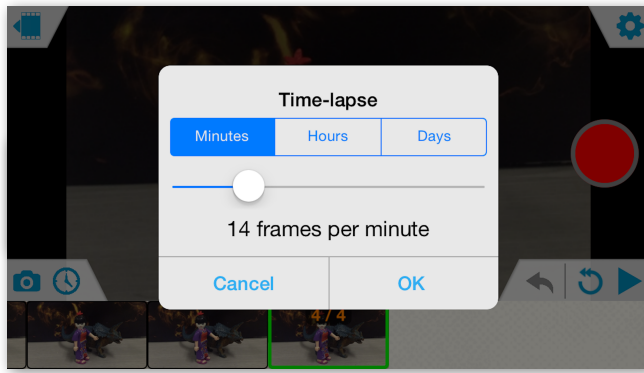 Time-lapse
Minutes Hours Days
14 frames per minute
Cancel OK
4/4